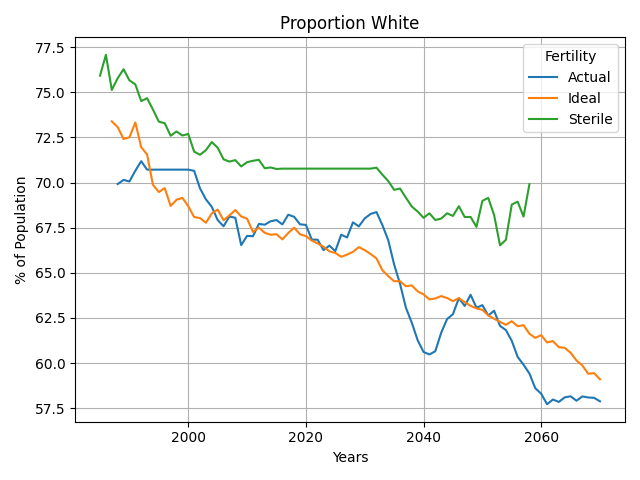 Proportion White
77.5
75.0
72.5
70.0
67.5
65.0
62.5
60.0
57.5
% of Population
Fertility
Actual
Ideal
Sterile
2000
2020
2040
2060
Years